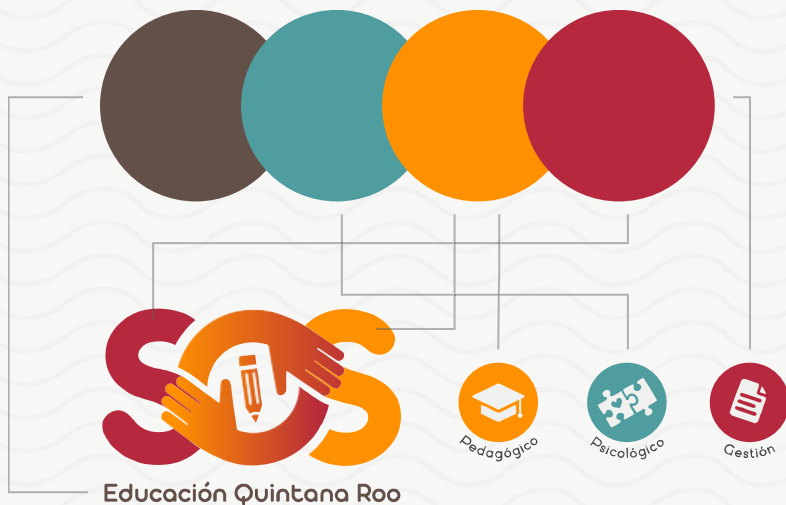 SOS
Educación Quintana Roo
Pedagógico
Psicológico
Gestión